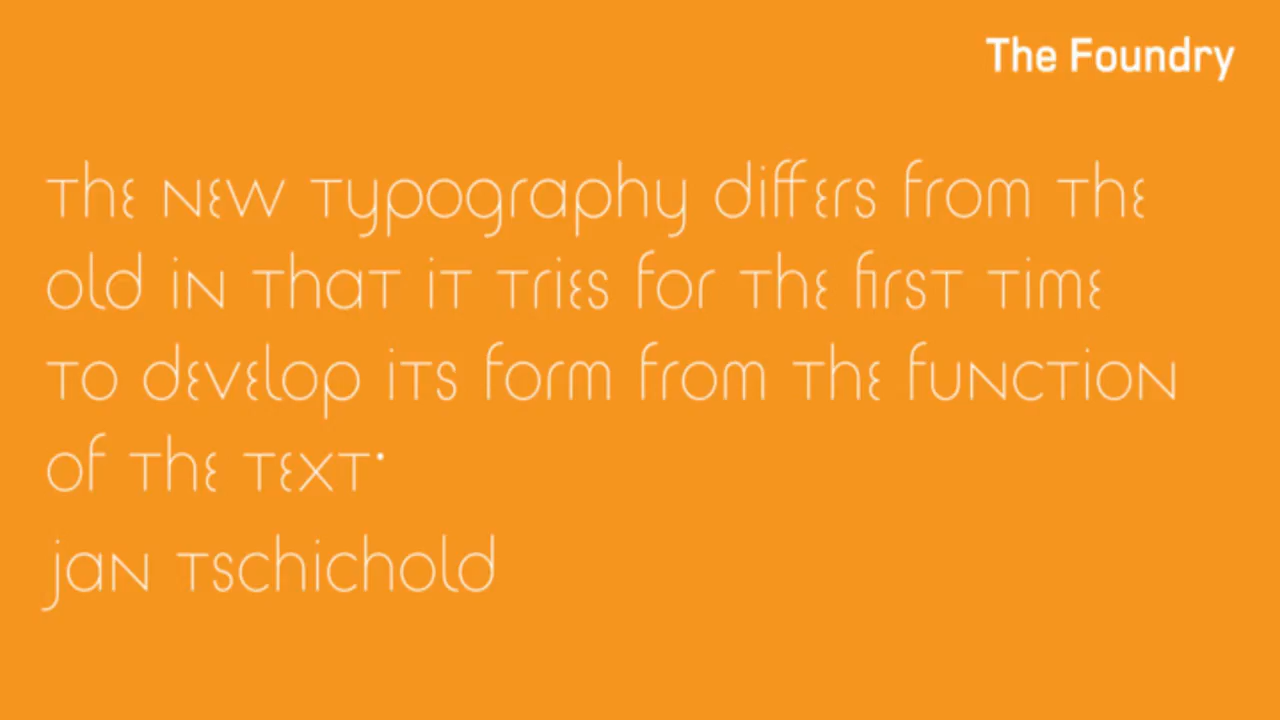 The Foundry
the new typography differs from the
old in that it tries for the first time
to develop its form from the function
of the text·
jan tschichold